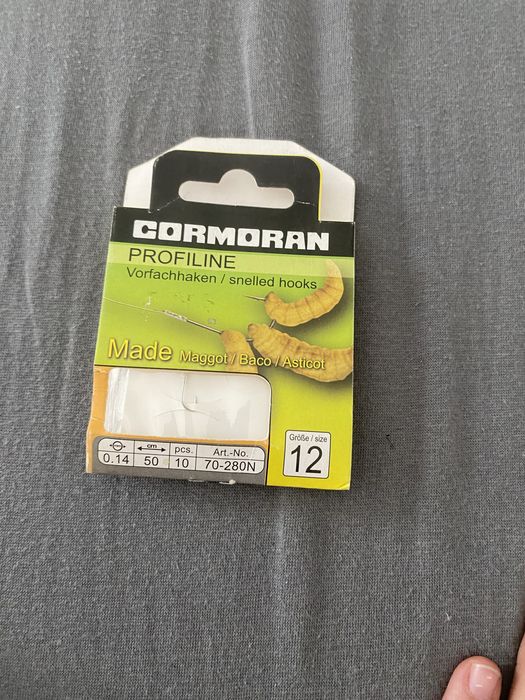 CORMORAN
PROFILINE
Vorfachhaken / snelled hooks
Made Maggot / Baco / Asticot
cm pcs. Art.-No.
0.14 50 10 70-280N
Größe / size
12